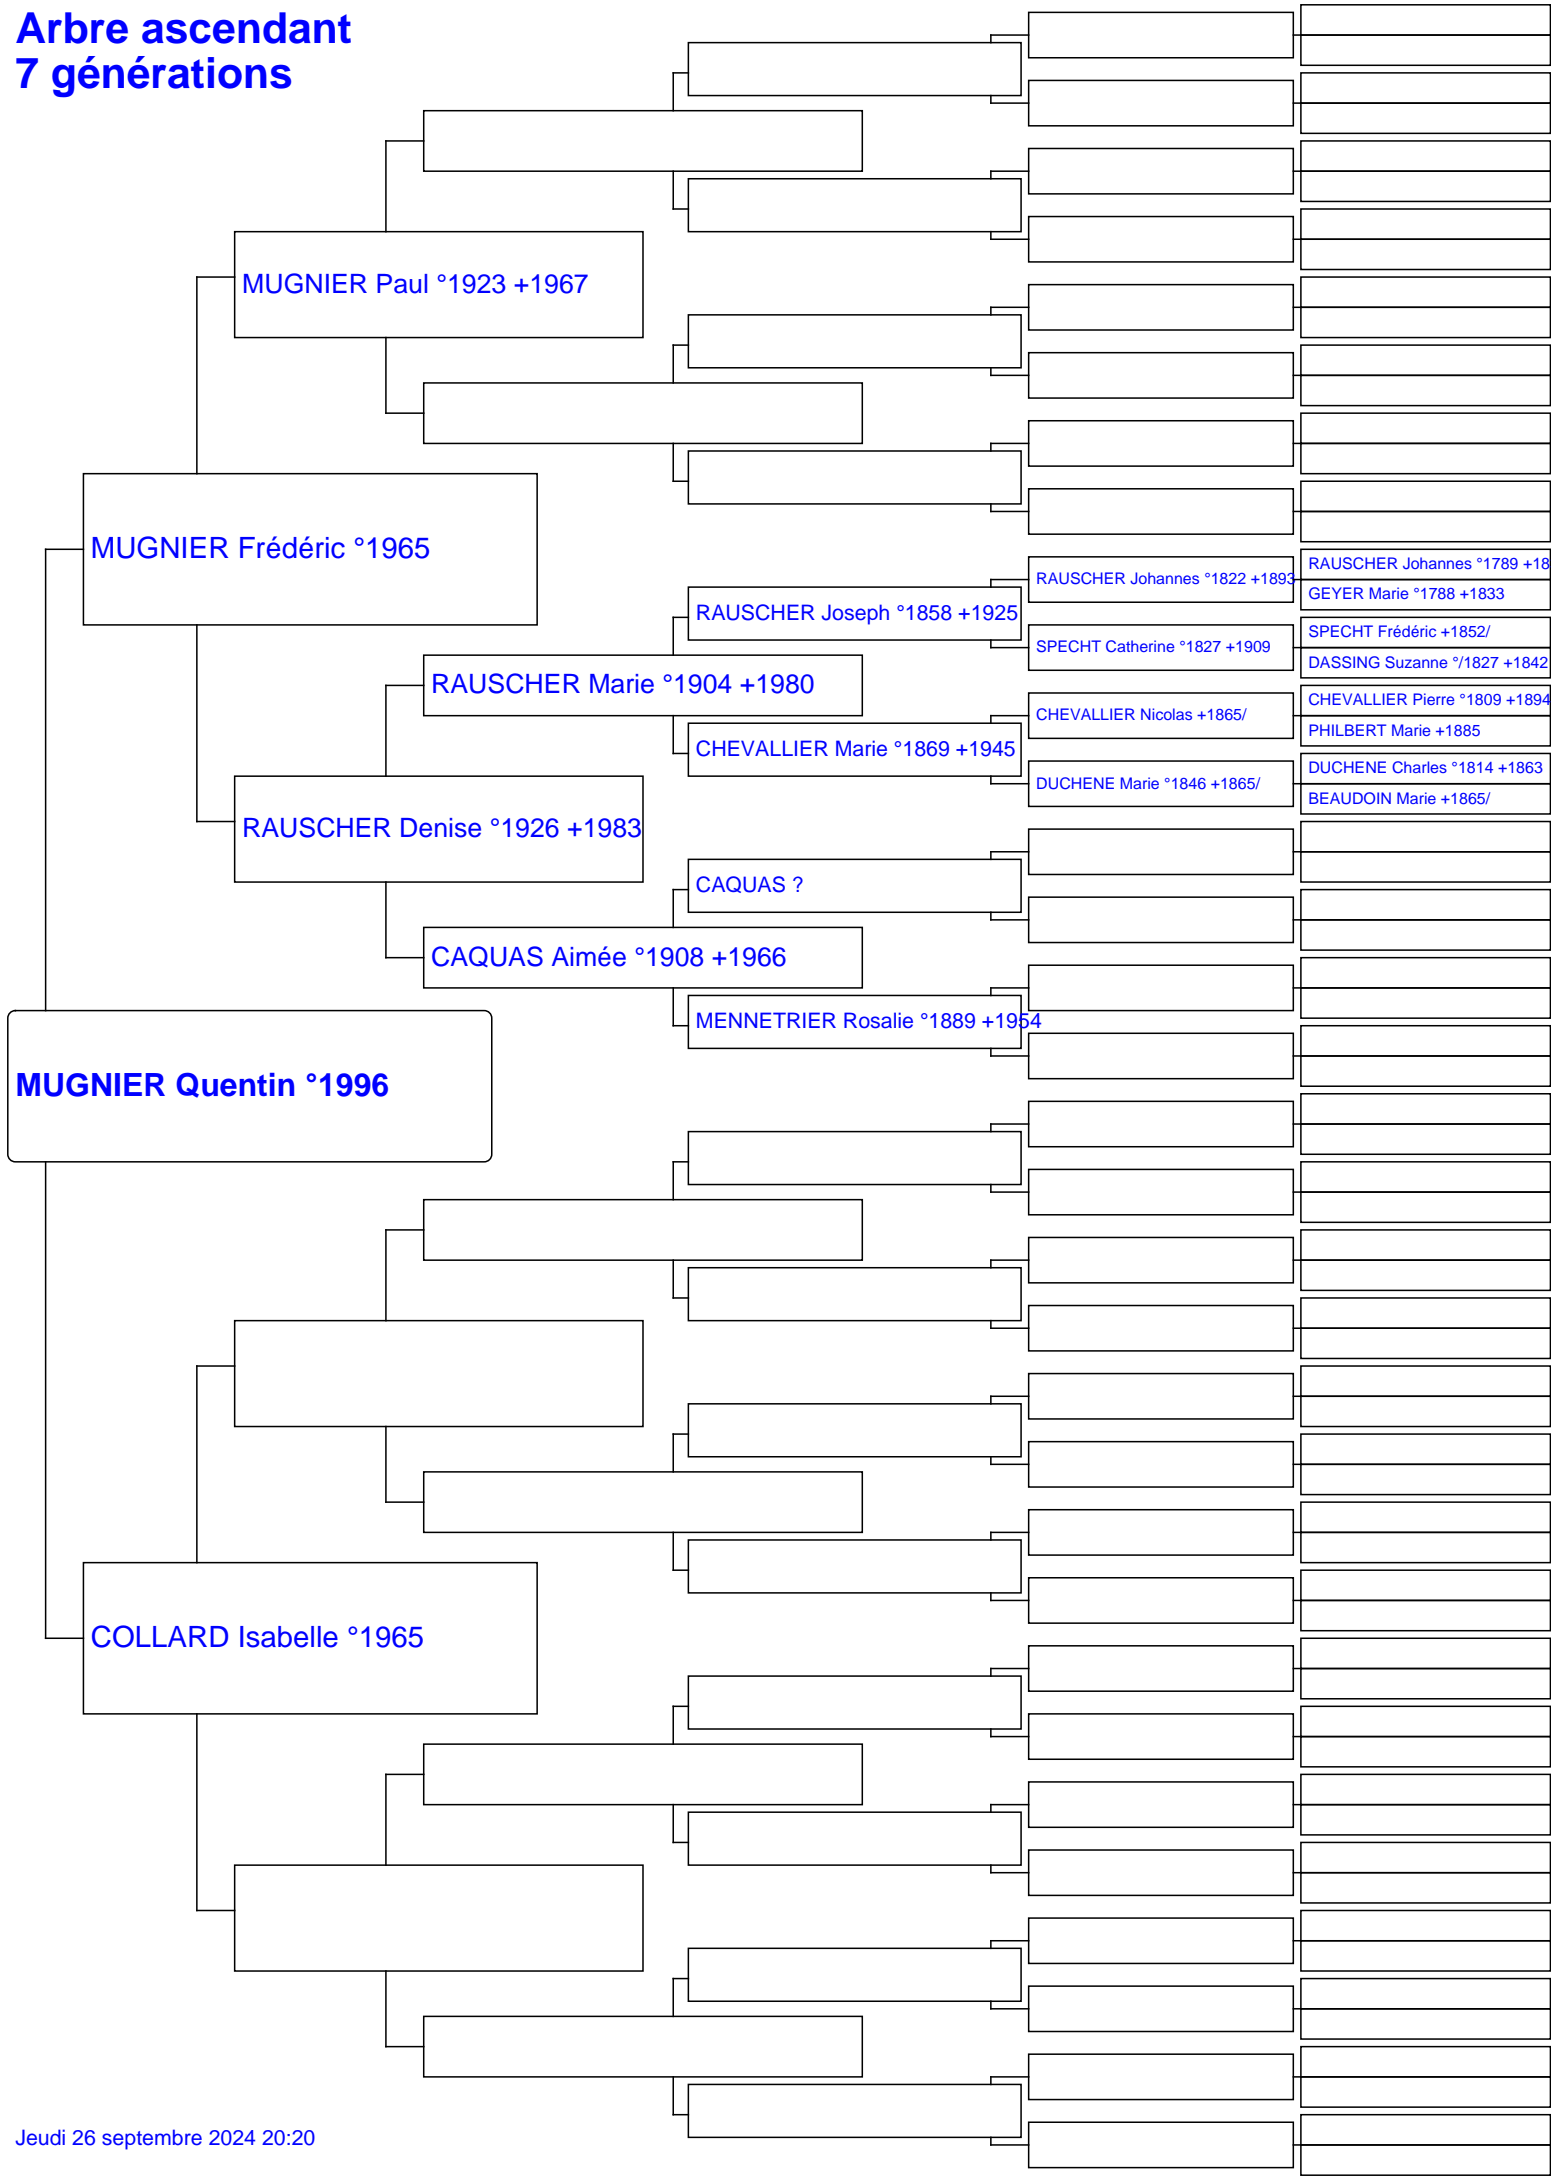 Arbre ascendant
7 générations
MUGNIER Paul °1923 +1967
MUGNIER Frédéric °1965
RAUSCHER Johannes °1822 +1893
RAUSCHER Johannes °1789 +18
GEYER Marie °1788 +1833
RAUSCHER Joseph °1858 +1925
SPECHT Catherine °1827 +1909
SPECHT Frédéric +1852/
DASSING Suzanne °/1827 +1842
RAUSCHER Marie °1904 +1980
CHEVALLIER Nicolas +1865/
CHEVALLIER Pierre °1809 +1894
PHILBERT Marie +1885
CHEVALLIER Marie °1869 +1945
DUCHENE Marie °1846 +1865/
DUCHENE Charles °1814 +1863
BEAUDOIN Marie +1865/
RAUSCHER Denise °1926 +1983
CAQUAS ?
CAQUAS Aimée °1908 +1966
MENNETRIER Rosalie °1889 +1954
MUGNIER Quentin °1996
COLLARD Isabelle °1965
Jeudi 26 septembre 2024 20:20